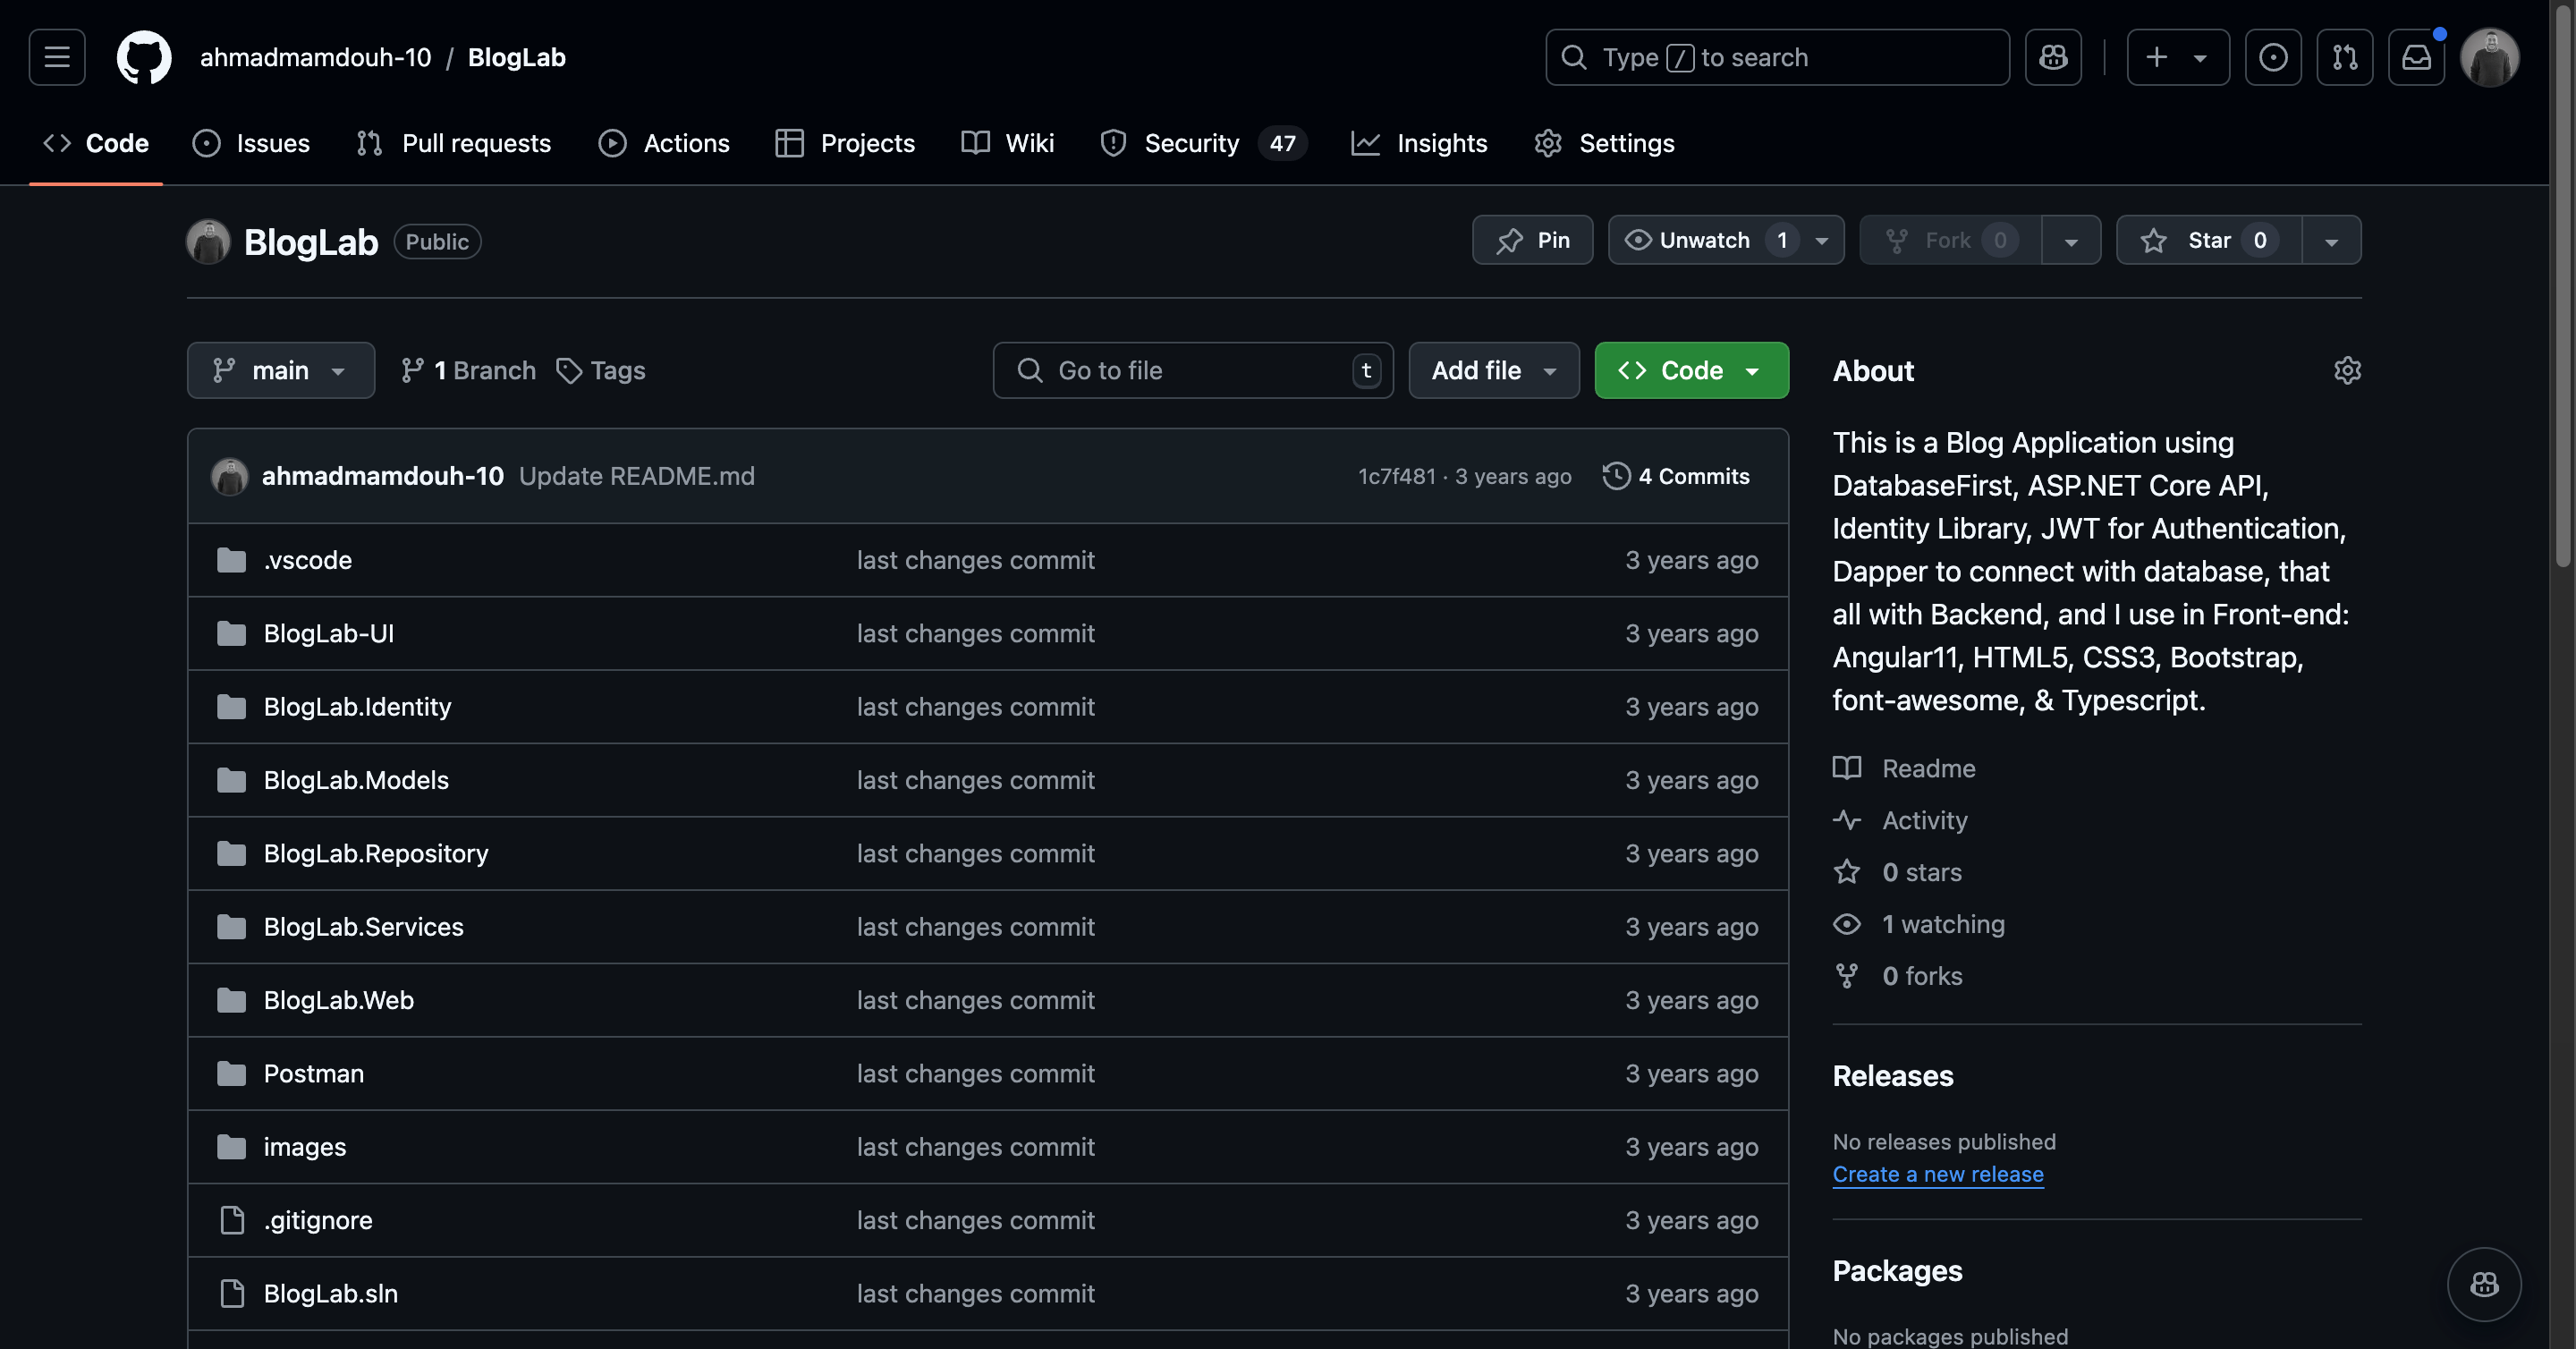 ahmadmamdouh-10 / BlogLab
Type / to search
Code Issues Pull requests Actions Projects Wiki Security 47 Insights Settings
BlogLab Public
Pin Unwatch 1 Fork 0 Star 0
main 1 Branch Tags Go to file t Add file Code
ahmadmamdouh-10 Update README.md 1c7f481 · 3 years ago 4 Commits
.vscode last changes commit 3 years ago
BlogLab-UI last changes commit 3 years ago
BlogLab.Identity last changes commit 3 years ago
BlogLab.Models last changes commit 3 years ago
BlogLab.Repository last changes commit 3 years ago
BlogLab.Services last changes commit 3 years ago
BlogLab.Web last changes commit 3 years ago
Postman last changes commit 3 years ago
images last changes commit 3 years ago
.gitignore last changes commit 3 years ago
BlogLab.sln last changes commit 3 years ago
About
This is a Blog Application using
DatabaseFirst, ASP.NET Core API,
Identity Library, JWT for Authentication,
Dapper to connect with database, that
all with Backend, and I use in Front-end:
Angular11, HTML5, CSS3, Bootstrap,
font-awesome, & Typescript.
Readme
Activity
0 stars
1 watching
0 forks
Releases
No releases published
Create a new release
Packages
No packages published